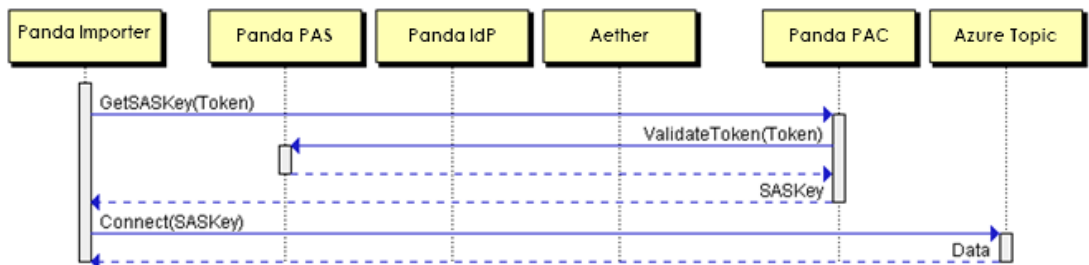 Panda Importer
Panda PAS
Panda IdP
Aether
Panda PAC
Azure Topic
GetSASKey(Token)
ValidateToken(Token)
SASKey
Connect(SASKey)
Data